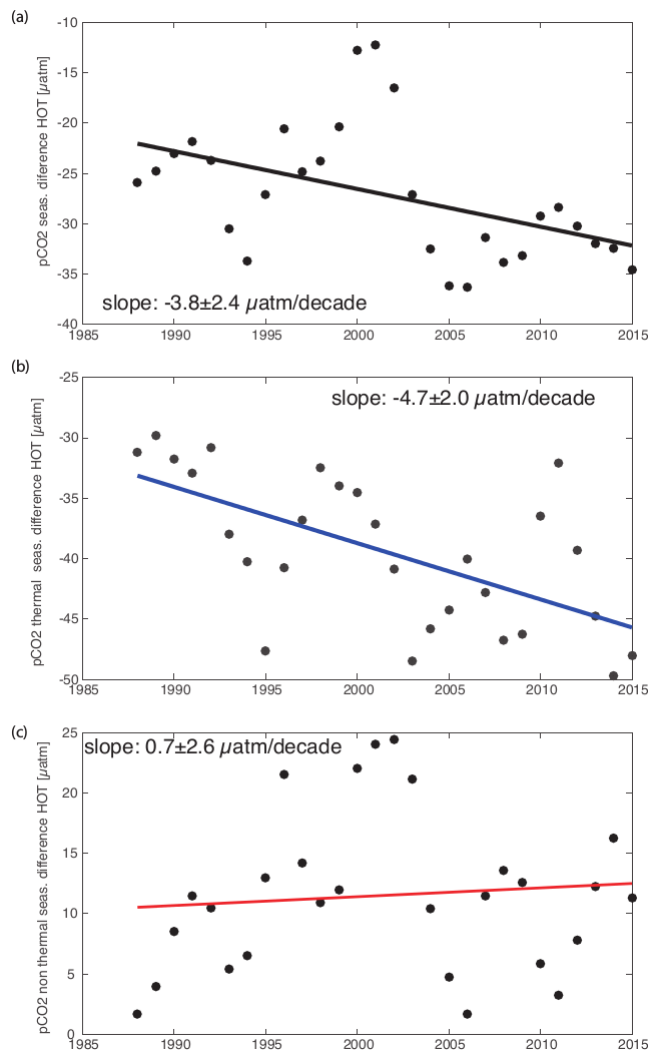 (a)
pCO2 seas. diference HOT [µatm]
-10
-15
-20
-25
-30
-35
-40
slope: -3.8±2.4 µatm/decade
1985 1990 1995 2000 2005 2010 2015
(b)
pCO2 thermal seas. difference HOT [µatm]
-25
-30
-35
-40
-45
-50
slope: -4.7±2.0 µatm/decade
1985 1990 1995 2000 2005 2010 2015
(c)
pCO2 non thermal seas. difference HOT [µatm]
25
20
15
10
5
0
slope: 0.7±2.6 µatm/decade
1985 1990 1995 2000 2005 2010 2015